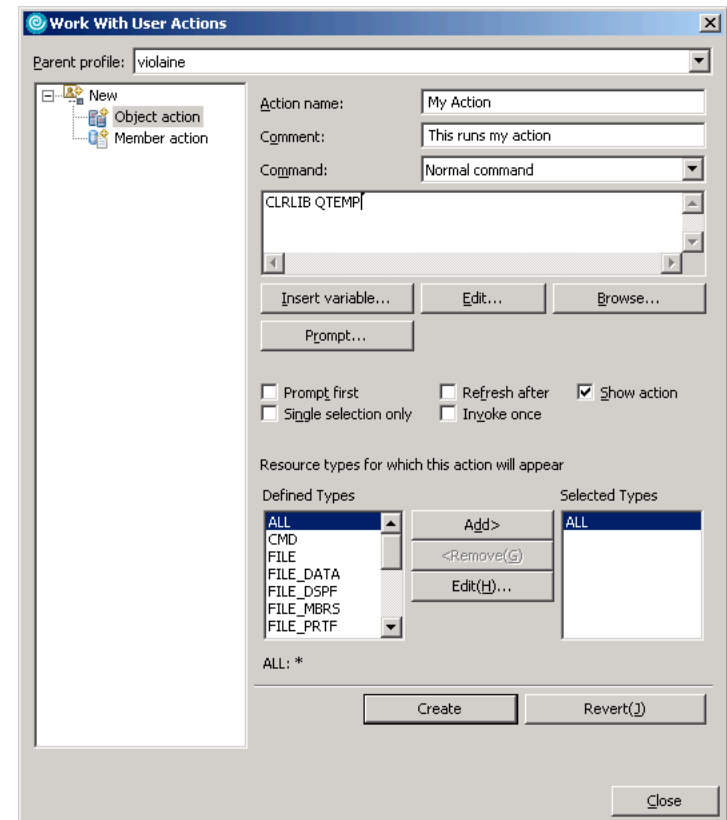 Work With User Actions
Parent profile: violaine
New
Object action
Member action
Action name: My Action
Comment: This runs my action
Command: Normal command
CLRLIB QTEMP
Insert variable... Edit... Browse...
Prompt...
Prompt first Refresh after Show action
Single selection only Invoke once
Resource types for which this action will appear
Defined Types Selected Types
ALL Add> ALL
CMD
FILE <Remove(G)
FILE_DATA
FILE_DSPF Edit(H)...
FILE_MBRS
FILE_PRTF
ALL: *
Create Revert(J)
Close